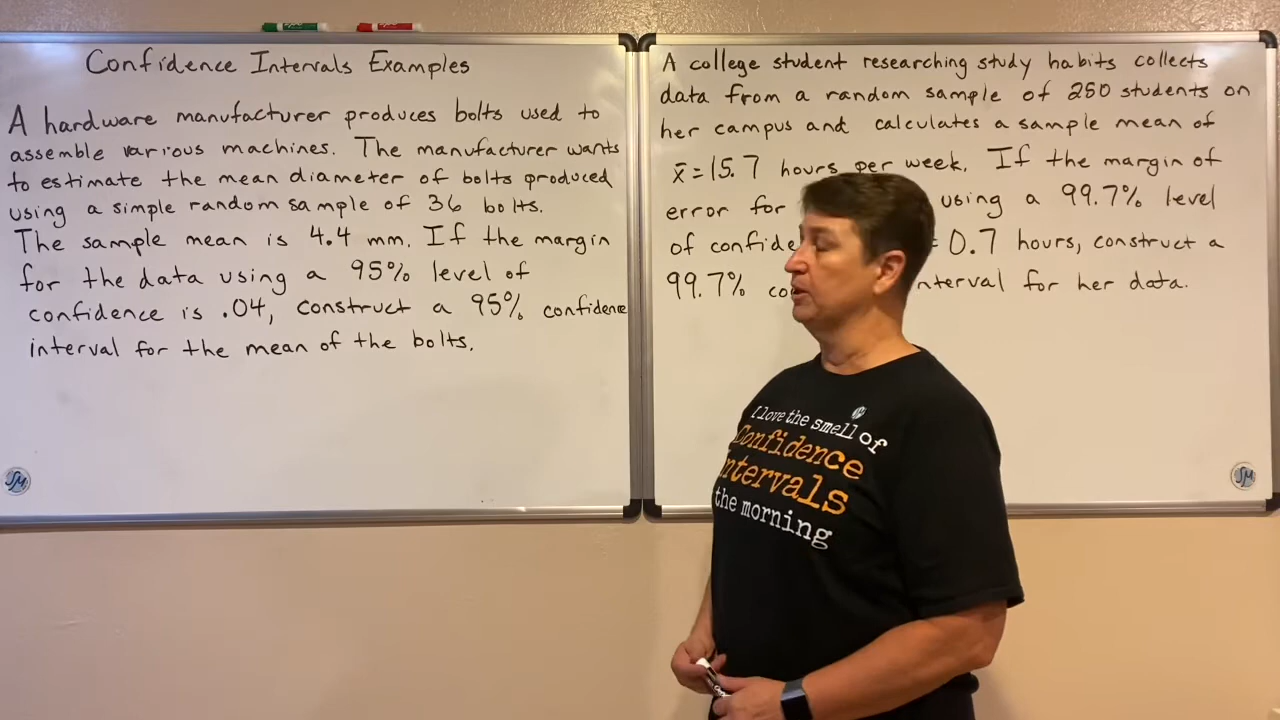 Confidence Intervals Examples
A hardware manufacturer produces bolts used to
assemble various machines. The manufacturer wants
to estimate the mean diameter of bolts produced
using a simple random sample of 36 bolts.
The sample mean is 4.4 mm. If the margin
for the data using a 95% level of
confidence is .04, construct a 95% confidence
interval for the mean of the bolts.
SM
A college student researching study habits collects
data from a random sample of 250 students on
her campus and calculates a sample mean of
x̄ = 15.7 hours per week. If the margin of
error for using a 99.7% level
of confide = 0.7 hours, construct a
99.7% co nterval for her data.
SM
I love the smell of
Confidence
Intervals
the morning